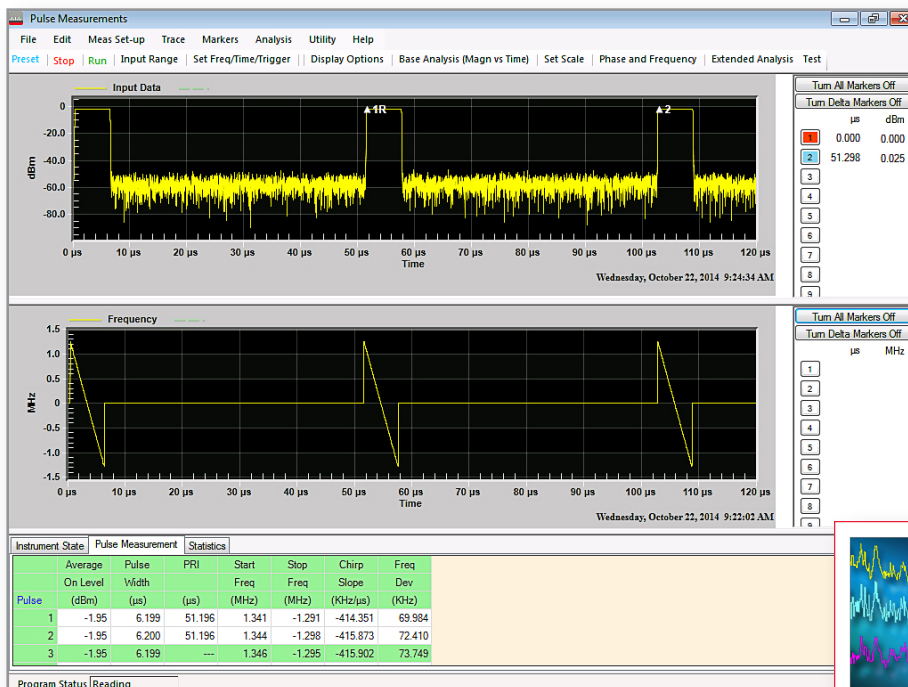 Pulse Measurements
File Edit Meas Set-up Trace Markers Analysis Utility Help
Preset Stop Run Input Range Set Freq/Time/Trigger Display Options Base Analysis (Magn vs Time) Set Scale Phase and Frequency Extended Analysis Test
Input Data
Turn All Markers Off
Turn Delta Markers Off
µs dBm
1 0.000 0.000
2 51.298 0.025
3
4
5
6
7
8
9
0
-20.0
-40.0
-60.0
-80.0
dBm
1R
2
0 µs 10 µs 20 µs 30 µs 40 µs 50 µs 60 µs 70 µs 80 µs 90 µs 100 µs 110 µs 120 µs
Time
Wednesday, October 22, 2014 9:24:34 AM
Frequency
Turn All Markers Off
Turn Delta Markers Off
µs MHz
1
2
3
4
5
6
7
8
9
1.5
1.0
0.5
0
-0.5
-1.0
-1.5
MHz
0 µs 10 µs 20 µs 30 µs 40 µs 50 µs 60 µs 70 µs 80 µs 90 µs 100 µs 110 µs 120 µs
Time
Wednesday, October 22, 2014 9:22:02 AM
Instrument State Pulse Measurement Statistics
Average Pulse PRI Start Stop Chirp Freq
On Level Width Freq Freq Slope Dev
Pulse (dBm) (µs) (µs) (MHz) (MHz) (KHz/µs) (KHz)
1 -1.95 6.199 51.196 1.341 -1.291 -414.351 69.984
2 -1.95 6.200 51.196 1.344 -1.298 -415.873 72.410
3 -1.95 6.199 --- 1.346 -1.295 -415.902 73.749
Program Status Reading